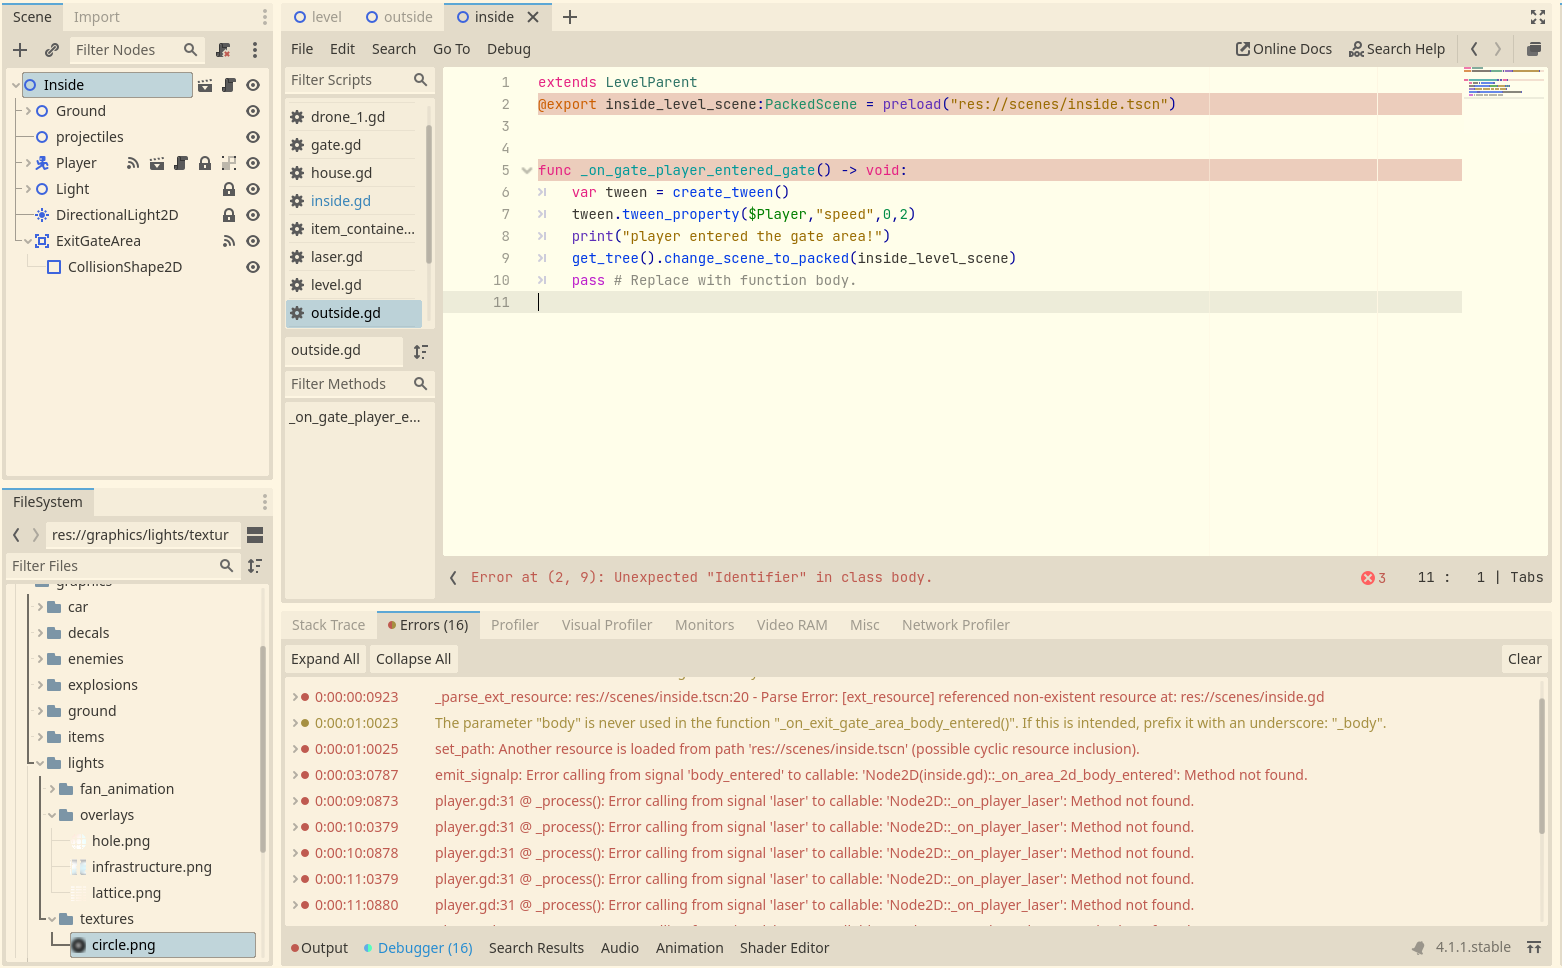 Scene Import
Filter Nodes
Inside
Ground
projectiles
Player
Light
DirectionalLight2D
ExitGateArea
CollisionShape2D
FileSystem
res://graphics/lights/textur
Filter Files
graphics
car
decals
enemies
explosions
ground
items
lights
fan_animation
overlays
hole.png
infrastructure.png
lattice.png
textures
circle.png
level outside inside
File Edit Search Go To Debug Online Docs Search Help
Filter Scripts
drone_1.gd
gate.gd
house.gd
inside.gd
item_containe...
laser.gd
level.gd
outside.gd
outside.gd
Filter Methods
_on_gate_player_e...
1 extends LevelParent
2 @export inside_level_scene:PackedScene = preload("res://scenes/inside.tscn")
3
4
5 func _on_gate_player_entered_gate() -> void:
6 var tween = create_tween()
7 tween.tween_property($Player,"speed",0,2)
8 print("player entered the gate area!")
9 get_tree().change_scene_to_packed(inside_level_scene)
10 pass # Replace with function body.
11
Error at (2, 9): Unexpected "Identifier" in class body. 3 11 : 1 | Tabs
Stack Trace Errors (16) Profiler Visual Profiler Monitors Video RAM Misc Network Profiler
Expand All Collapse All Clear
0:00:00:0923 _parse_ext_resource: res://scenes/inside.tscn:20 - Parse Error: [ext_resource] referenced non-existent resource at: res://scenes/inside.gd
0:00:01:0023 The parameter "body" is never used in the function "_on_exit_gate_area_body_entered()". If this is intended, prefix it with an underscore: "_body".
0:00:01:0025 set_path: Another resource is loaded from path 'res://scenes/inside.tscn' (possible cyclic resource inclusion).
0:00:03:0787 emit_signalp: Error calling from signal 'body_entered' to callable: 'Node2D(inside.gd)::_on_area_2d_body_entered': Method not found.
0:00:09:0873 player.gd:31 @ _process(): Error calling from signal 'laser' to callable: 'Node2D::_on_player_laser': Method not found.
0:00:10:0379 player.gd:31 @ _process(): Error calling from signal 'laser' to callable: 'Node2D::_on_player_laser': Method not found.
0:00:10:0878 player.gd:31 @ _process(): Error calling from signal 'laser' to callable: 'Node2D::_on_player_laser': Method not found.
0:00:11:0379 player.gd:31 @ _process(): Error calling from signal 'laser' to callable: 'Node2D::_on_player_laser': Method not found.
0:00:11:0880 player.gd:31 @ _process(): Error calling from signal 'laser' to callable: 'Node2D::_on_player_laser': Method not found.
Output Debugger (16) Search Results Audio Animation Shader Editor 4.1.1.stable